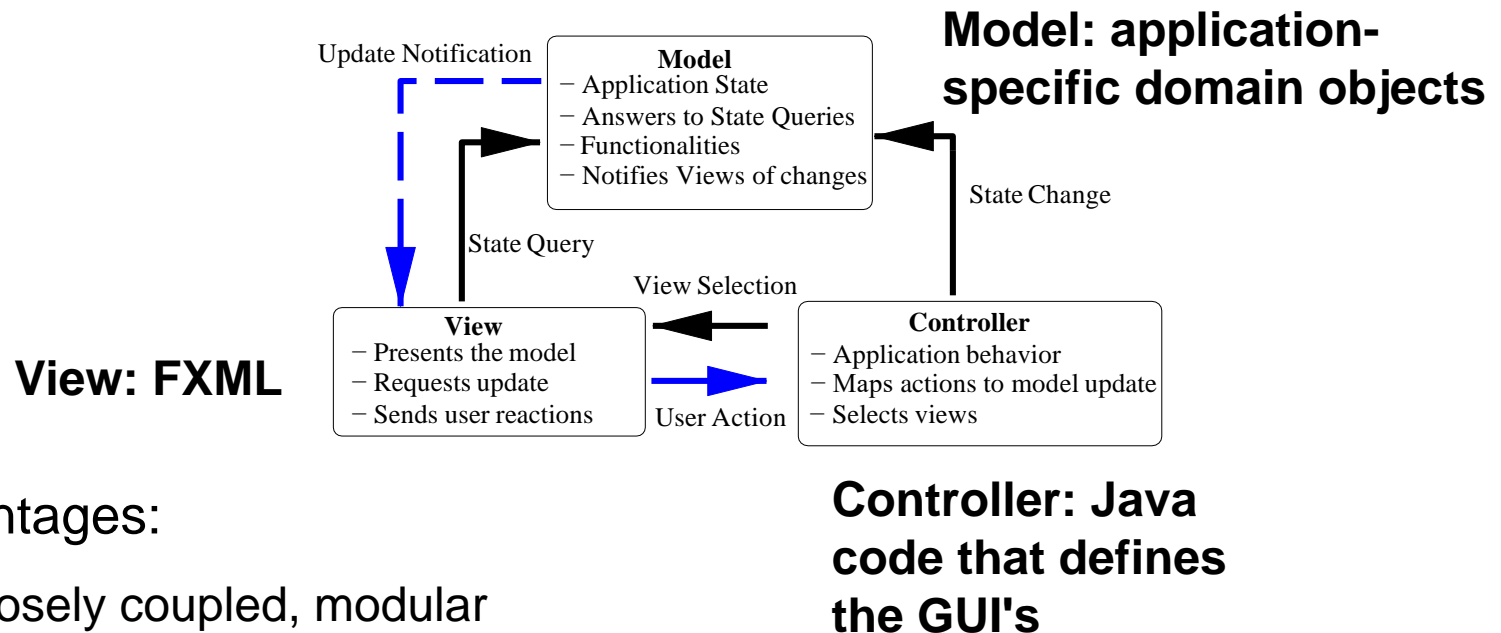 Model: application-
specific domain objects
Update Notification
Model
− Application State
− Answers to State Queries
− Functionalities
− Notifies Views of changes
State Change
State Query
View Selection
View
− Presents the model
− Requests update
− Sends user reactions
User Action
Controller
− Application behavior
− Maps actions to model update
− Selects views
View: FXML
ntages:
osely coupled, modular
Controller: Java
code that defines
the GUI's